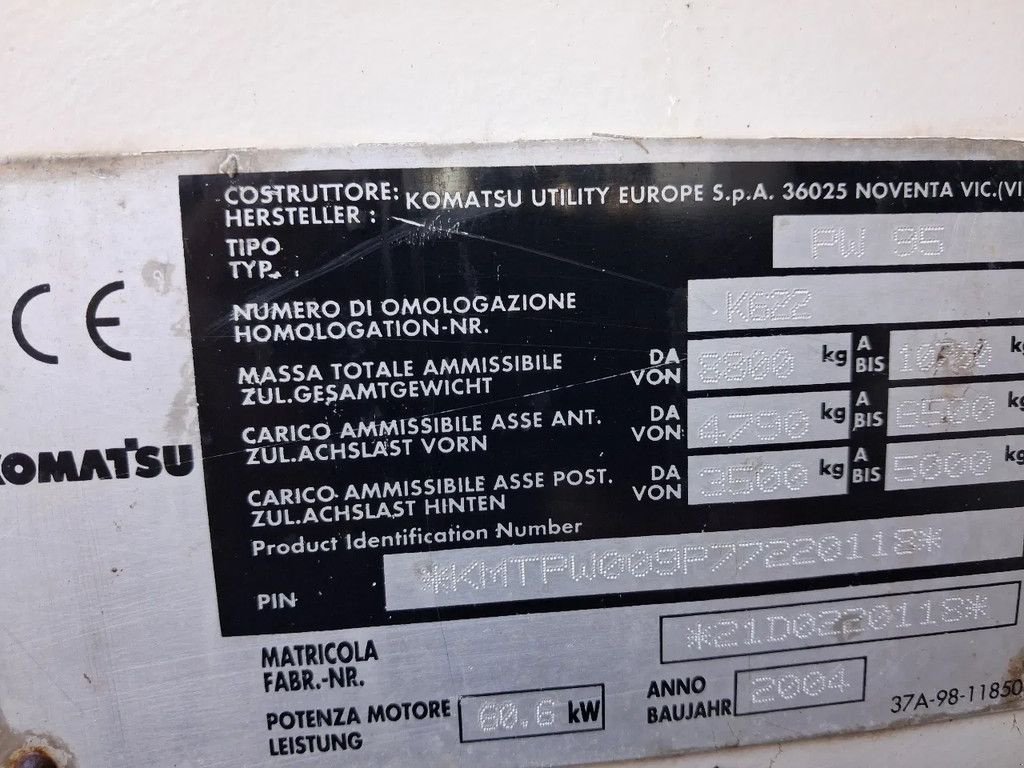 COSTRUTTORE: KOMATSU UTILITY EUROPE S.p.A. 36025 NOVENTA VIC.(VI
HERSTELLER :
TIPO PW 95
TYP.
NUMERO DI OMOLOGAZIONE K622
HOMOLOGATION-NR.
MASSA TOTALE AMMISSIBILE DA 8800 kg A kg
ZUL.GESAMTGEWICHT VON BIS
CARICO AMMISSIBILE ASSE ANT. DA 4790 kg A 6500 kg
ZUL.ACHSLAST VORN VON BIS
CARICO AMMISSIBILE ASSE POST. DA 3500 kg A 5000 kg
ZUL.ACHSLAST HINTEN VON BIS
Product Identification Number
PIN *KMTPW009P77220118*
MATRICOLA *21D0220118*
FABR.-NR.
POTENZA MOTORE 60.6 kW ANNO 2004
LEISTUNG BAUJAHR
37A-98-11850
CE
KOMATSU